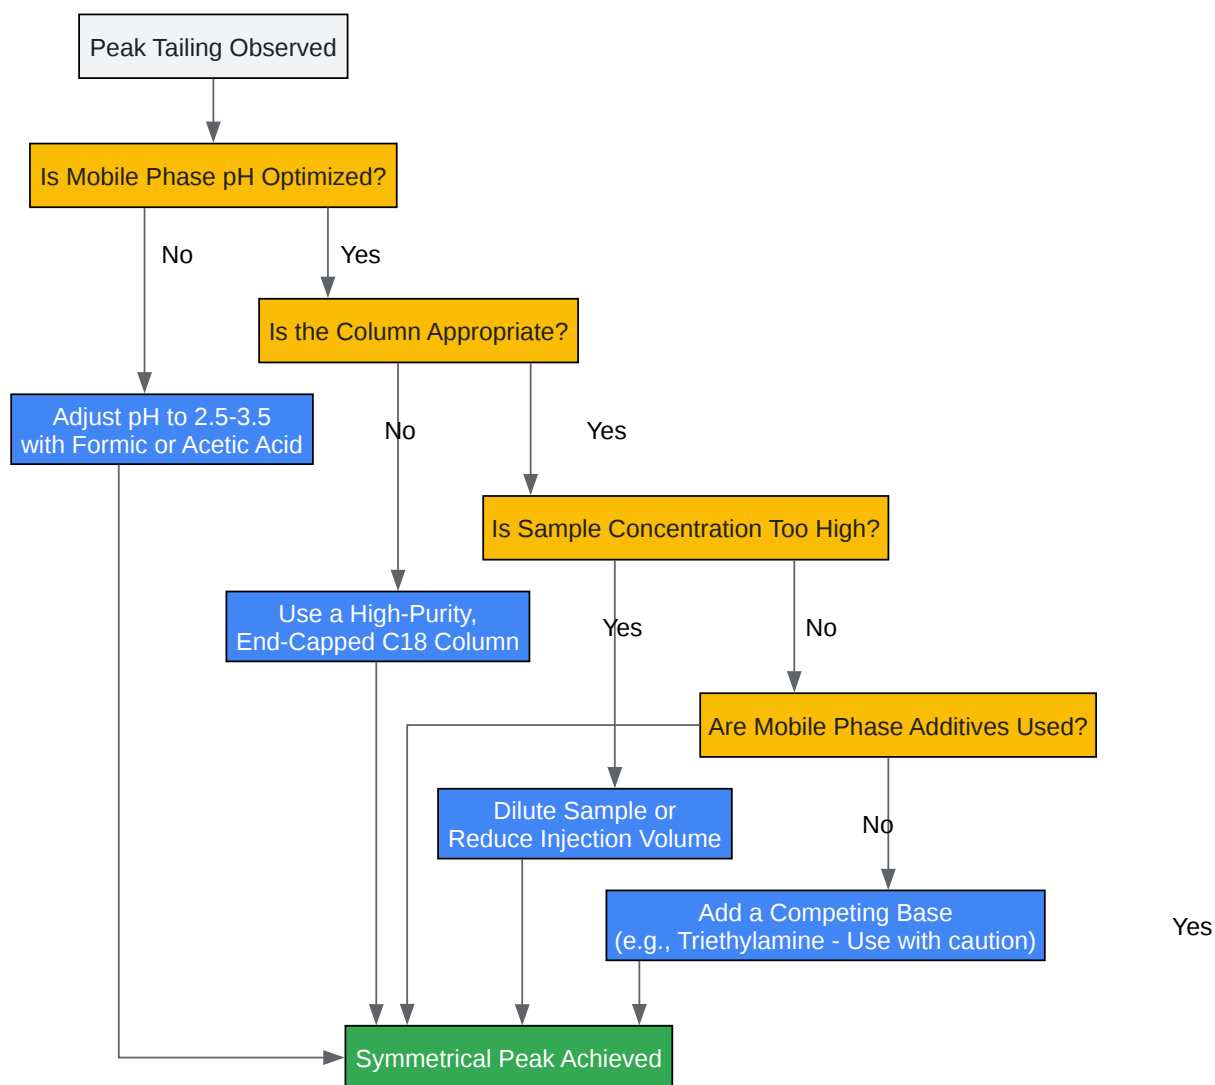 Peak Tailing Observed
Is Mobile Phase pH Optimized?
No
Yes
Is the Column Appropriate?
Adjust pH to 2.5-3.5
with Formic or Acetic Acid
No
Yes
Is Sample Concentration Too High?
Use a High-Purity,
End-Capped C18 Column
Yes
No
Are Mobile Phase Additives Used?
Dilute Sample or
Reduce Injection Volume
No
Add a Competing Base
(e.g., Triethylamine - Use with caution)
Yes
Symmetrical Peak Achieved